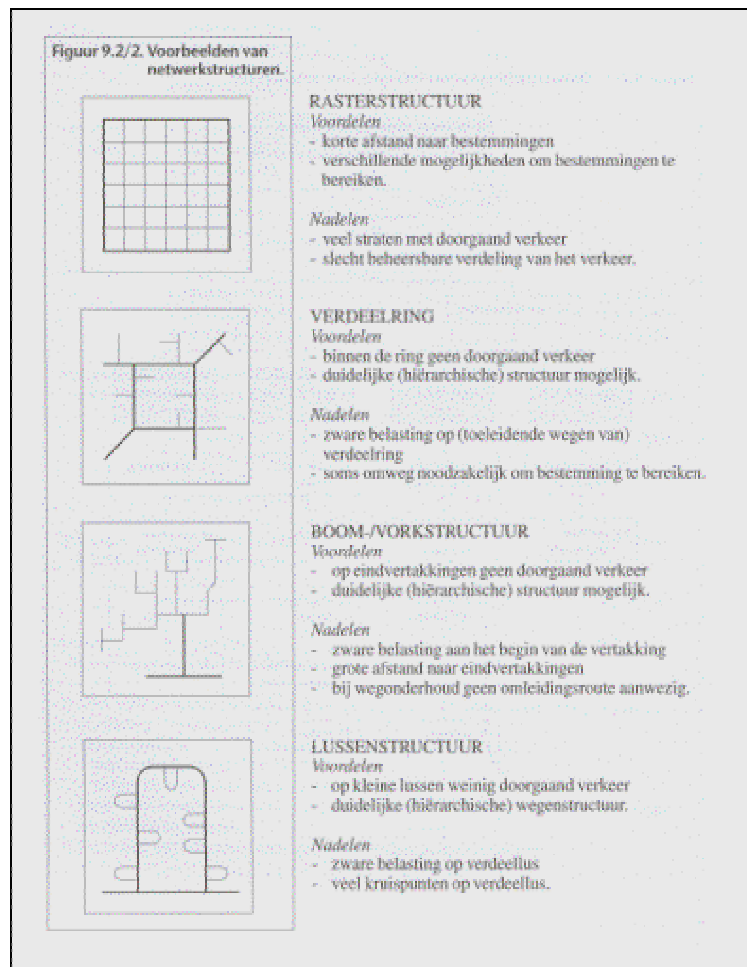 Figuur 9.2/2. Voorbeelden van
netwerkstructuren.
RASTERSTRUCTUUR
Voordelen
- korte afstand naar bestemmingen
- verschillende mogelijkheden om bestemmingen te
bereiken.
Nadelen
- veel straten met doorgaand verkeer
- slecht beheersbare verdeling van het verkeer.
VERDEELRING
Voordelen
- binnen de ring geen doorgaand verkeer
- duidelijke (hiërarchische) structuur mogelijk.
Nadelen
- zware belasting op (toeleidende wegen van)
verdeelring
- soms omweg noodzakelijk om bestemming te bereiken.
BOOM-/VORKSTRUCTUUR
Voordelen
- op eindvertakkingen geen doorgaand verkeer
- duidelijke (hiërarchische) structuur mogelijk.
Nadelen
- zware belasting aan het begin van de vertakking
- grote afstand naar eindvertakkingen
- bij wegonderhoud geen omleidingsroute aanwezig.
LUSSENSTRUCTUUR
Voordelen
- op kleine lussen weinig doorgaand verkeer
- duidelijke (hiërarchische) wegenstructuur.
Nadelen
- zware belasting op verdeellus
- veel kruispunten op verdeellus.